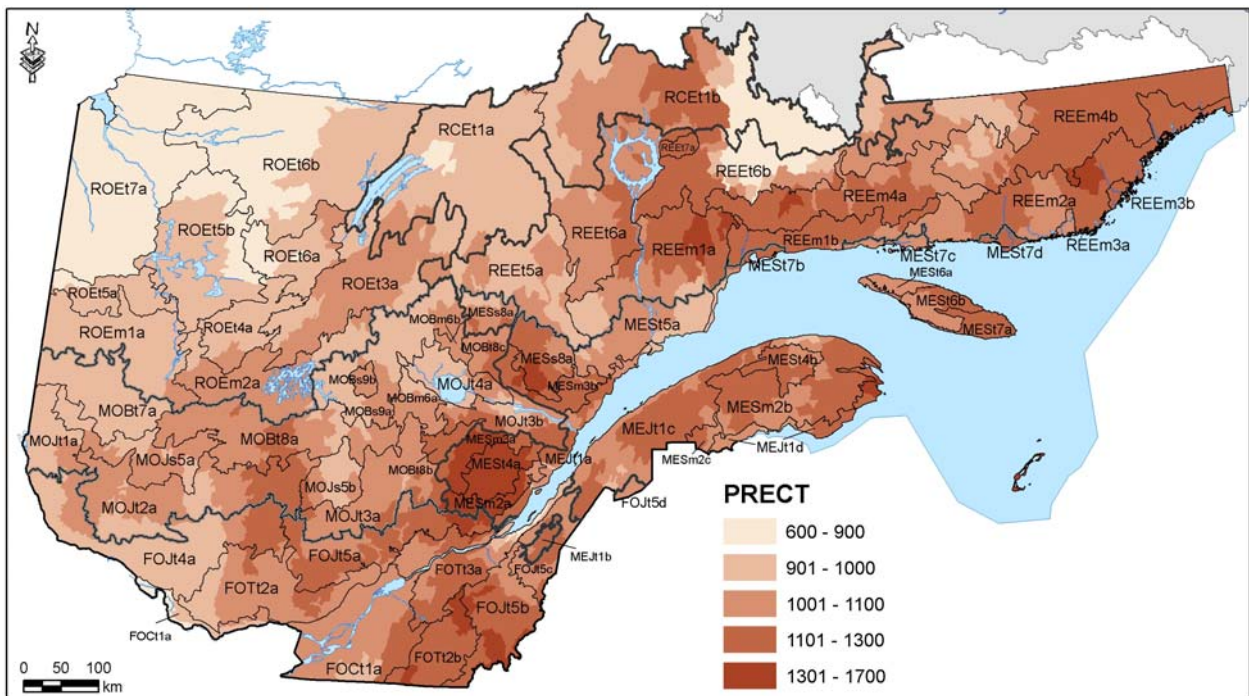 N
RCEt1b
RCEt1a
REEt7a
REEm4b
ROEt6b
REEt6b
ROEt7a
REEm4a
REEm2a
REEm3b
ROEt5b
REEt6a
REEm1a
REEm1b
REEm3a
ROEt6a
MESt7c
MESt7d
MESt7b
REEt5a
MESt6a
ROEt3a
ROEt5a
MESt6b
MOBm6b
MESs8a
MESt5a
MESt7a
ROEm1a
ROEt4a
MOBt8c
MESs8a
MESt4b
ROEm2a
MOBs9b
MOJt4a
MESm3b
MOBm6a
MESm2b
MOBt7a
MOBs9a
MEJt1c
MOJt3b
MOJt1a
MOBt8a
MESm3a
MEJt1d
MOJs5a
MOBt8b
MESt4a
MEJt1a
MESm2c
MOJs5b
PRECT
MOJt2a
MOJt3a
MESm2a
FOJt5d
600 - 900
FOJt4a
FOJt5a
MEJt1b
901 - 1000
FOTt2a
FOTt3a
FOJt5c
1001 - 1100
FOJt5b
FOCt1a
1101 - 1300
FOCt1a
FOTt2b
0 50 100
km
1301 - 1700